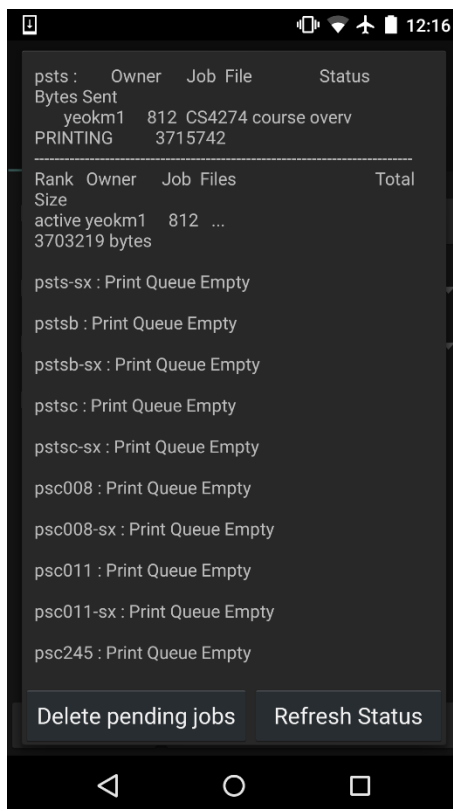 12:16
psts : Owner Job File Status
Bytes Sent
yeokm1 812 CS4274 course overv
PRINTING 3715742
--------------------------------------------------------------------------------
Rank Owner Job Files Total
Size
active yeokm1 812 ...
3703219 bytes
psts-sx : Print Queue Empty
pstsb : Print Queue Empty
pstsb-sx : Print Queue Empty
pstsc : Print Queue Empty
pstsc-sx : Print Queue Empty
psc008 : Print Queue Empty
psc008-sx : Print Queue Empty
psc011 : Print Queue Empty
psc011-sx : Print Queue Empty
psc245 : Print Queue Empty
Delete pending jobs Refresh Status